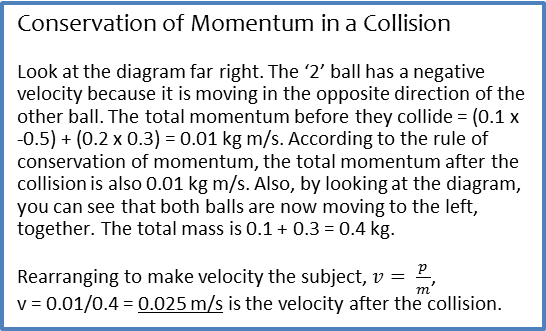 Conservation of Momentum in a Collision
Look at the diagram far right. The ‘2’ ball has a negative
velocity because it is moving in the opposite direction of the
other ball. The total momentum before they collide = (0.1 x
-0.5) + (0.2 x 0.3) = 0.01 kg m/s. According to the rule of
conservation of momentum, the total momentum after the
collision is also 0.01 kg m/s. Also, by looking at the diagram,
you can see that both balls are now moving to the left,
together. The total mass is 0.1 + 0.3 = 0.4 kg.
Rearranging to make velocity the subject, v = p/m,
v = 0.01/0.4 = 0.025 m/s is the velocity after the collision.